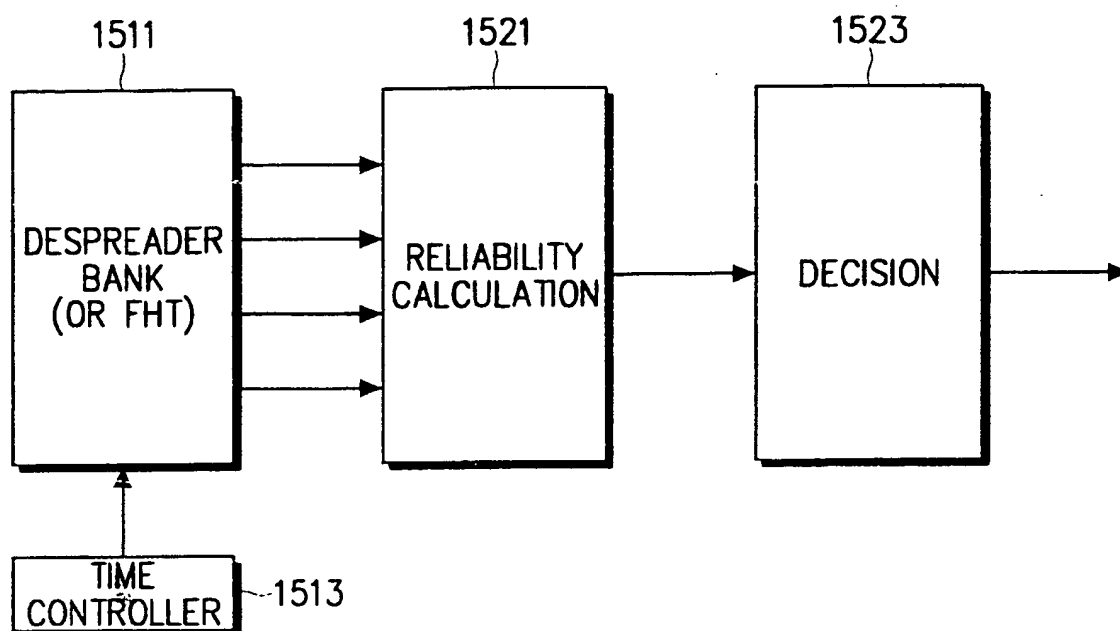 1511
1521
1523
DESPREADER
BANK
(OR FHT)
RELIABILITY
CALCULATION
DECISION
TIME
CONTROLLER
1513